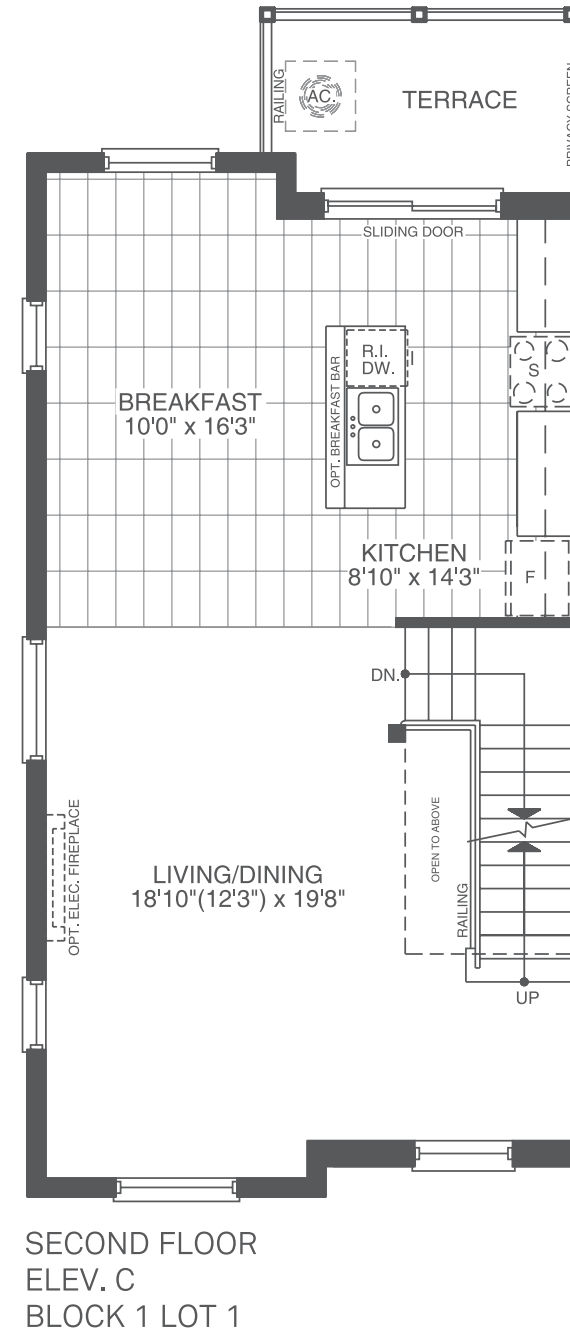 RAILING
AC.
TERRACE
PRIVACY SCREEN
SLIDING DOOR
R.I.
DW.
OPT. BREAKFAST BAR
S
BREAKFAST
10'0" x 16'3"
KITCHEN
8'10" x 14'3"
F
DN.
OPT. ELEC. FIREPLACE
OPEN TO ABOVE
LIVING/DINING
18'10"(12'3") x 19'8"
RAILING
UP
SECOND FLOOR
ELEV. C
BLOCK 1 LOT 1